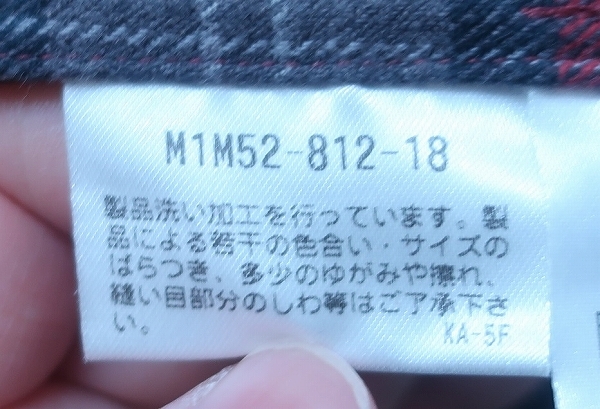 M1M52-812-18
製品洗い加工を行っています。製
品による若干の色合い・サイズの
ばらつき、多少のゆがみや擦れ、
縫い目部分のしわ等はご了承下さ
い。
KA-5F